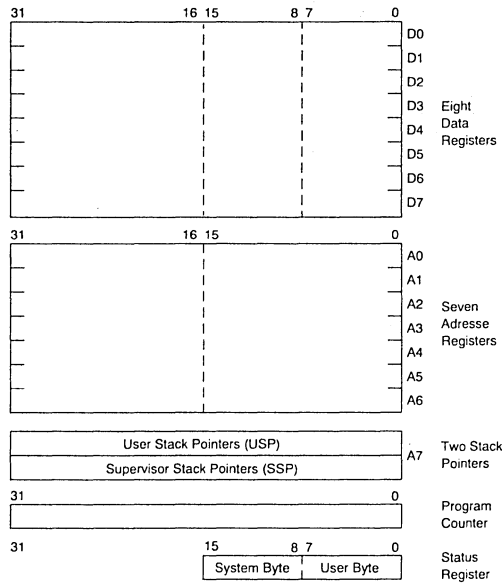 31 16 15 8 7 0
D0
D1
D2
D3
D4
D5
D6
D7
Eight
Data
Registers
31 16 15 0
A0
A1
A2
A3
A4
A5
A6
Seven
Adresse
Registers
User Stack Pointers (USP)
Supervisor Stack Pointers (SSP)
A7
Two Stack
Pointers
31 0
Program
Counter
31 15 8 7 0
System Byte User Byte
Status
Register